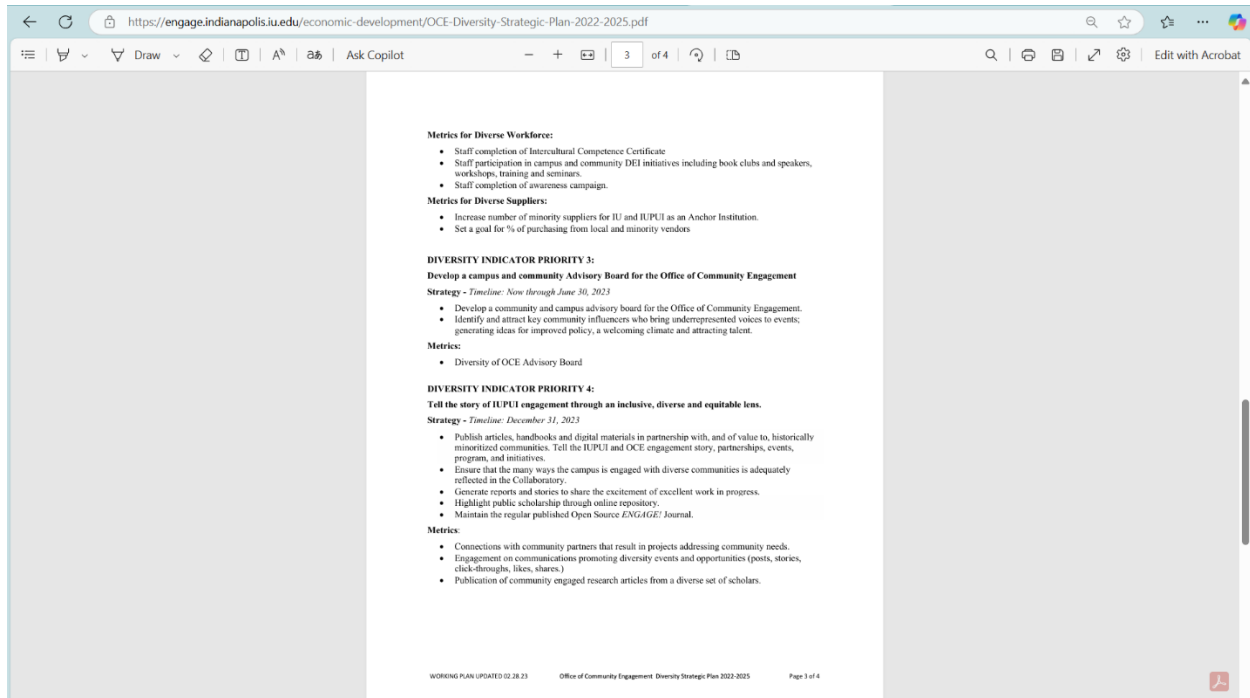 https://engage.indianapolis.iu.edu/economic-development/OCE-Diversity-Strategic-Plan-2022-2025.pdf
Draw
Ask Copilot
3 of 4
Edit with Acrobat
Metrics for Diverse Workforce:
• Staff completion of Intercultural Competence Certificate
• Staff participation in campus and community DEI initiatives including book clubs and speakers,
workshops, training and seminars.
• Staff completion of awareness campaign.
Metrics for Diverse Suppliers:
• Increase number of minority suppliers for IU and IUPUI as an Anchor Institution.
• Set a goal for % of purchasing from local and minority vendors
DIVERSITY INDICATOR PRIORITY 3:
Develop a campus and community Advisory Board for the Office of Community Engagement
Strategy - Timeline: Now through June 30, 2023
• Develop a community and campus advisory board for the Office of Community Engagement.
• Identify and attract key community influencers who bring underrepresented voices to events;
generating ideas for improved policy, a welcoming climate and attracting talent.
Metrics:
• Diversity of OCE Advisory Board
DIVERSITY INDICATOR PRIORITY 4:
Tell the story of IUPUI engagement through an inclusive, diverse and equitable lens.
Strategy - Timeline: December 31, 2023
• Publish articles, handbooks and digital materials in partnership with, and of value to, historically
minoritized communities. Tell the IUPUI and OCE engagement story, partnerships, events,
program, and initiatives.
• Ensure that the many ways the campus is engaged with diverse communities is adequately
reflected in the Collaboratory.
• Generate reports and stories to share the excitement of excellent work in progress.
• Highlight public scholarship through online repository.
• Maintain the regular published Open Source ENGAGE! Journal.
Metrics:
• Connections with community partners that result in projects addressing community needs.
• Engagement on communications promoting diversity events and opportunities (posts, stories,
click-throughs, likes, shares.)
• Publication of community engaged research articles from a diverse set of scholars.
WORKING PLAN UPDATED 02.28.23 Office of Community Engagement Diversity Strategic Plan 2022-2025 Page 3 of 4